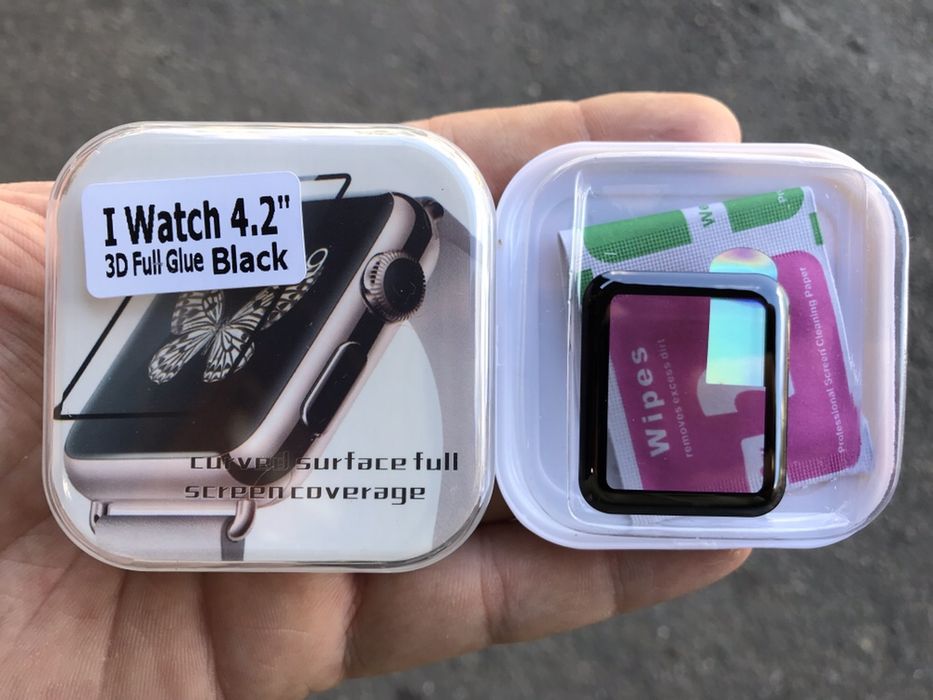 I Watch 4.2"
3D Full Glue Black
curved surface full
screen coverage
We
Wipes
removes excess dirt
Professional Screen Cleaning Paper